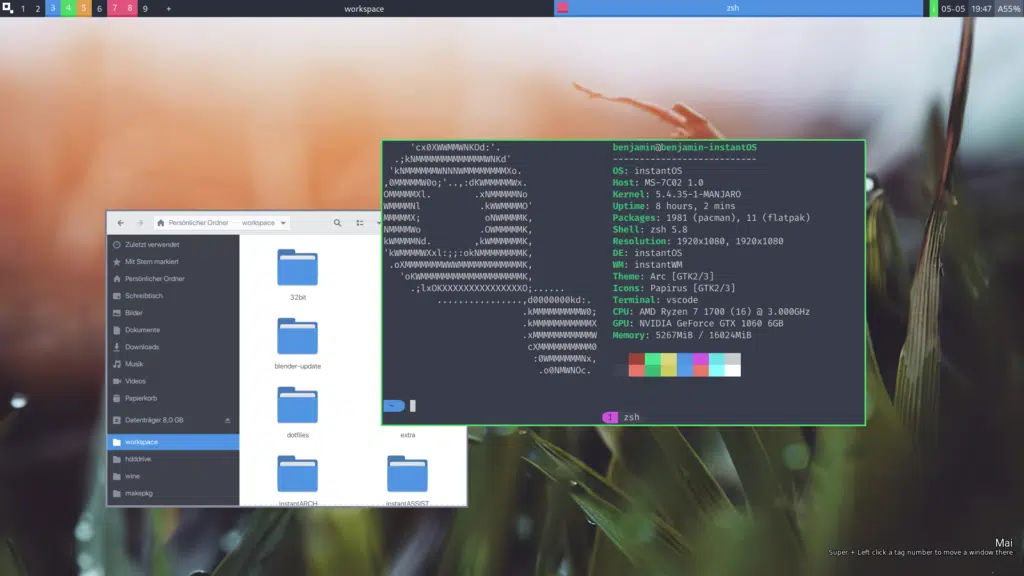 1 2 3 4 5 6 7 8 9 + workspace zsh i 05-05 19:47 A55%
'cx0XWWMMWNKOd:'.
.;kNMMMMMMMMMMMMMWNKd'
'kNMMMMMMWNNNWMMMMMMMMXo.
,0MMMMMW0o;'..,:dKWMMMMMWx.
OMMMMMXl. .xNMMMMMNo
WMMMMNl .kWWMMMMO'
MMMMMX; oNWMMMMK,
NMMMMWo .OWMMMMK,
kWMMMMNd. ,kWMMMMMMK,
'kWMMMMWXxl:;;:okNMMMMMMMMK,
.oXMMMMMMMWWWMMMMMMMMMMMMK,
'oKWMMMMMMMMMMMMMMMMMMMMK,
.;lxOKXXXXXXXXXXXXXXO;......
................,d0000000kd:.
.kMMMMMMMMMW0;
.kMMMMMMMMMMX
.xMMMMMMMMMMW
cXMMMMMMMMM0
:0WMMMMMMNx,
.o0NMWNOc.
benjamin@benjamin-instantOS
---------------------------
OS: instantOS
Host: MS-7C02 1.0
Kernel: 5.4.35-1-MANJARO
Uptime: 8 hours, 2 mins
Packages: 1981 (pacman), 11 (flatpak)
Shell: zsh 5.8
Resolution: 1920x1080, 1920x1080
DE: instantOS
WM: instantWM
Theme: Arc [GTK2/3]
Icons: Papirus [GTK2/3]
Terminal: vscode
CPU: AMD Ryzen 7 1700 (16) @ 3.000GHz
GPU: NVIDIA GeForce GTX 1060 6GB
Memory: 5267MiB / 16024MiB
~
1 zsh
Persönlicher Ordner workspace
Zuletzt verwendet
Mit Stern markiert
Persönlicher Ordner
Schreibtisch
Bilder
Dokumente
Downloads
Musik
Videos
Papierkorb
Datenträger 8,0 GB
workspace
hdddrive
wine
makepkg
32bit
blender-update
dotfiles
extra
instantARCH
instantASSIST
Mai
Super + Left click a tag number to move a window there